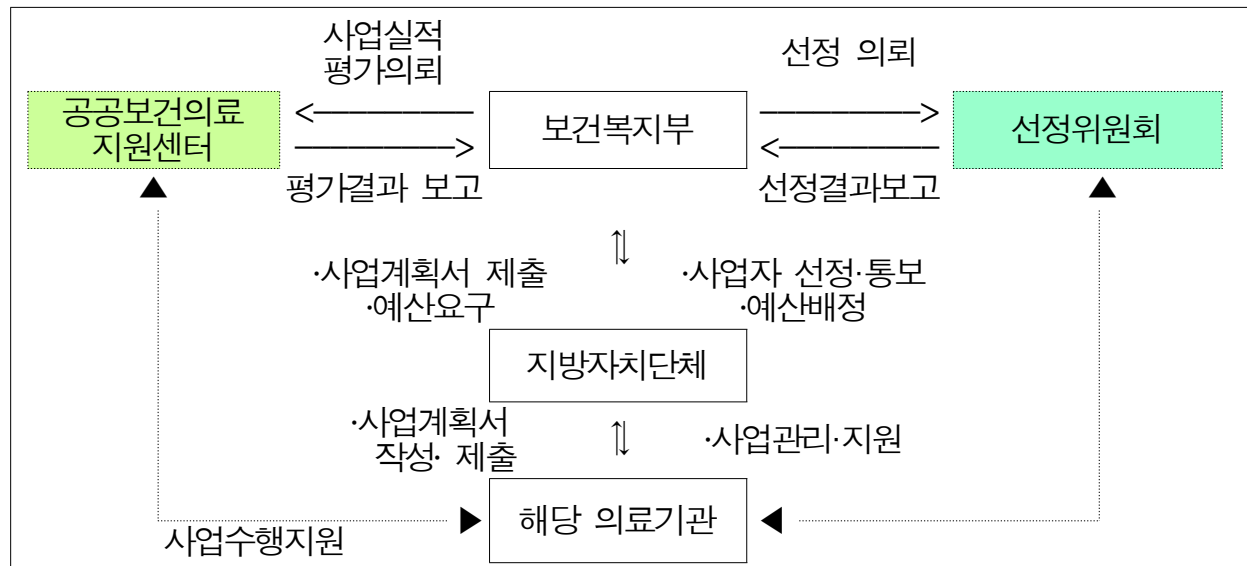 사업실적
평가의뢰
선정 의뢰
공공보건의료
지원센터
보건복지부
선정위원회
평가결과 보고
선정결과보고
·사업계획서 제출
·예산요구
·사업자 선정·통보
·예산배정
지방자치단체
·사업계획서
작성· 제출
·사업관리·지원
해당 의료기관
사업수행지원